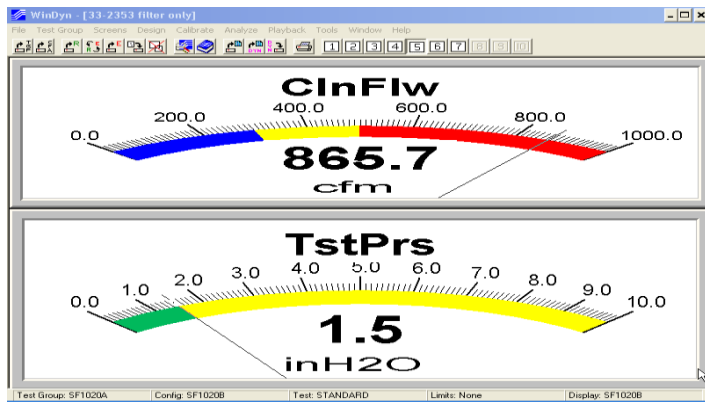 WinDyn - [33-2353 fitter only]
File Test Group Screens Design Calibrate Analyze Playback Tools Window Help
1 2 3 4 5 6 7 8 9 10
ClnFlw
0.0 200.0 400.0 600.0 800.0 1000.0
865.7
cfm
TstPrs
0.0 1.0 2.0 3.0 4.0 5.0 6.0 7.0 8.0 9.0 10.0
1.5
inH2O
Test Group: SF1020A Config: SF1020B Test: STANDARD Limits: None Display: SF1020B